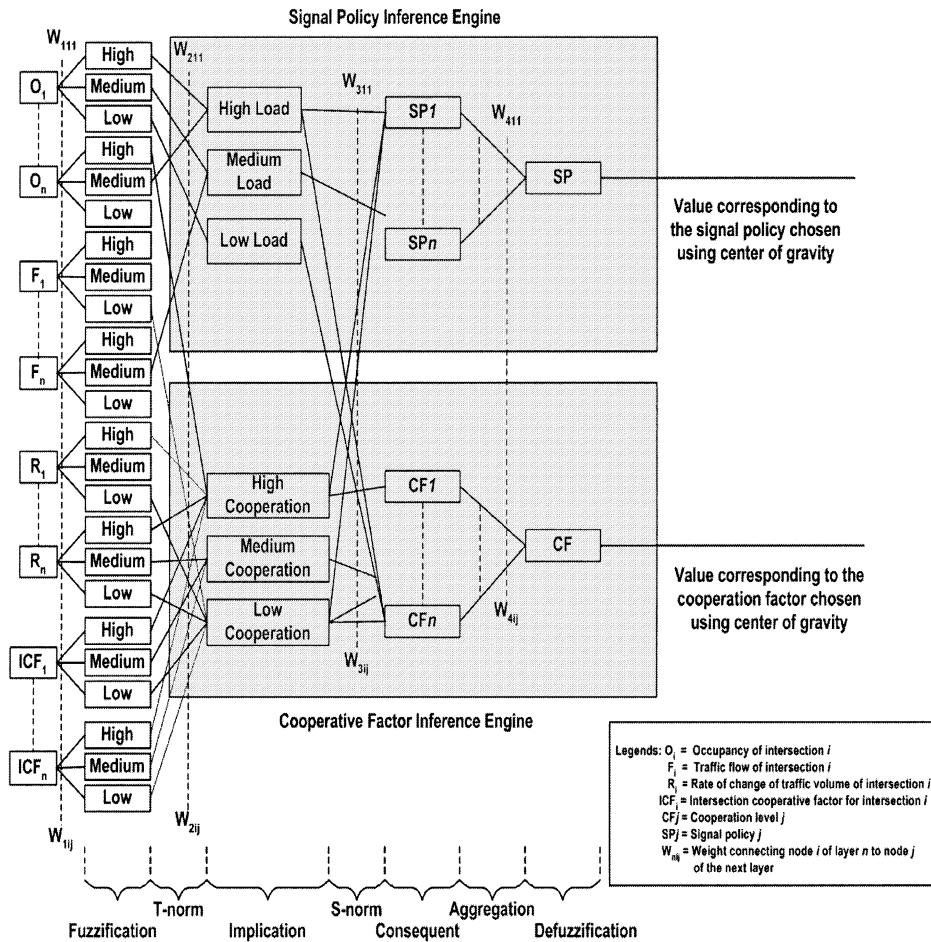 Signal Policy Inference Engine
W111
W211
W311
W411
O1
High
Medium
Low
On
High
Medium
Low
F1
High
Medium
Low
Fn
High
Medium
Low
R1
High
Medium
Low
Rn
High
Medium
Low
ICF1
High
Medium
Low
ICFn
High
Medium
Low
High Load
Medium
Load
Low Load
SP1
SPn
SP
Value corresponding to
the signal policy chosen
using center of gravity
High
Cooperation
Medium
Cooperation
Low
Cooperation
CF1
CFn
CF
Value corresponding to the
cooperation factor chosen
using center of gravity
W1ij
W2ij
W3ij
W4ij
Cooperative Factor Inference Engine
Legends: Oi = Occupancy of intersection i
Fi = Traffic flow of intersection i
Ri = Rate of change of traffic volume of intersection i
ICFi = Intersection cooperative factor for intersection i
CFj = Cooperation level j
SPj = Signal policy j
Wnij = Weight connecting node i of layer n to node j
of the next layer
Fuzzification
T-norm
Implication
S-norm
Consequent
Aggregation
Defuzzification